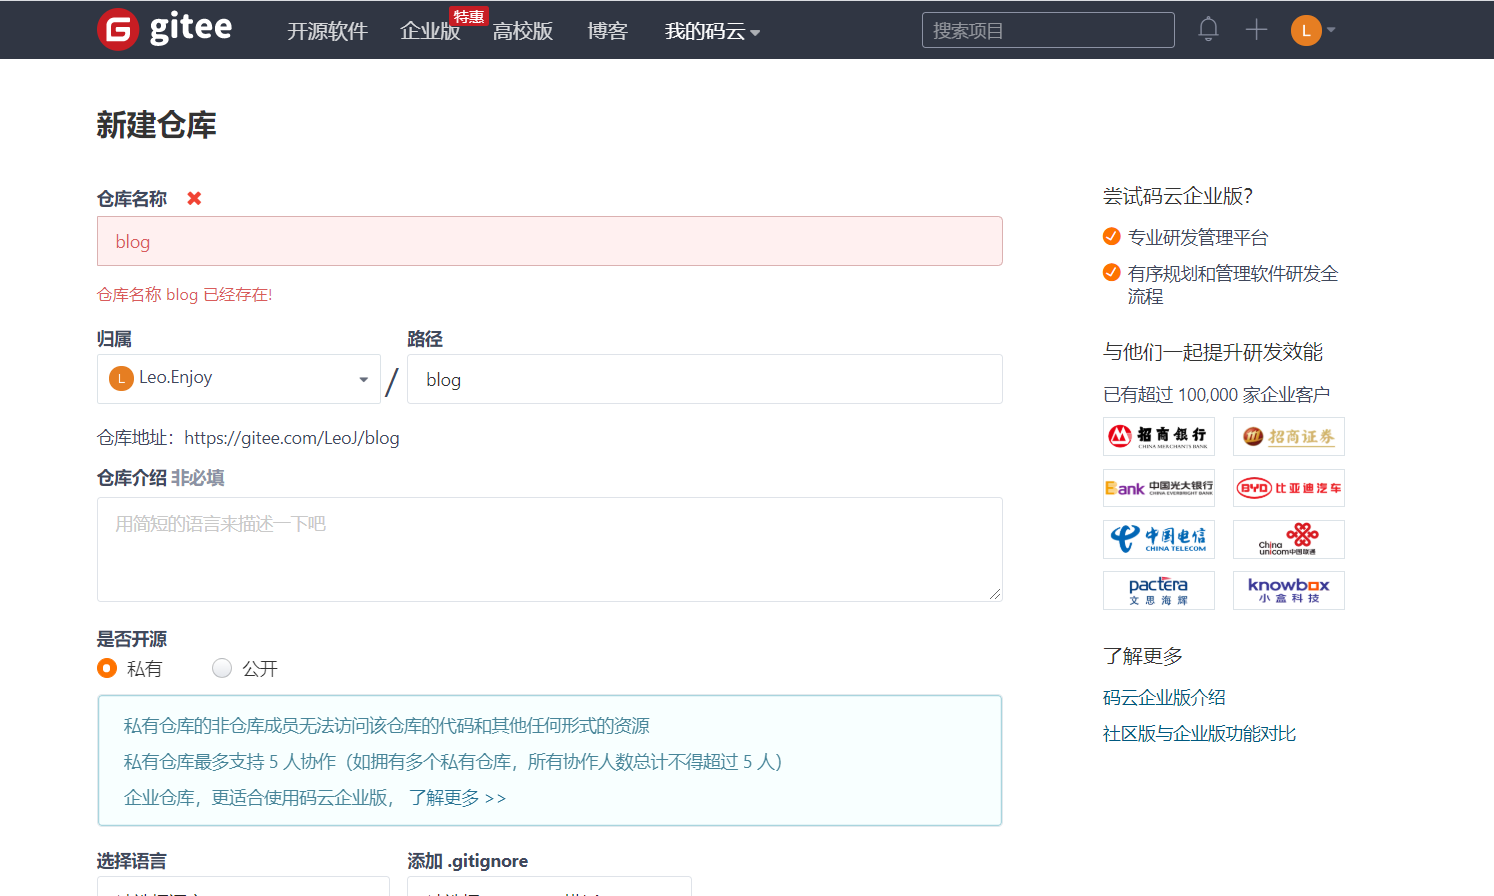 gitee
开源软件 企业版 特惠 高校版 博客 我的码云 搜索项目 L
新建仓库
仓库名称
blog
仓库名称 blog 已经存在!
归属 路径
L Leo.Enjoy / blog
仓库地址：https://gitee.com/LeoJ/blog
仓库介绍 非必填
用简短的语言来描述一下吧
是否开源
私有 公开
私有仓库的非仓库成员无法访问该仓库的代码和其他任何形式的资源
私有仓库最多支持 5 人协作（如拥有多个私有仓库，所有协作人数总计不得超过 5 人）
企业仓库，更适合使用码云企业版， 了解更多 >>
选择语言 添加 .gitignore
尝试码云企业版？
专业研发管理平台
有序规划和管理软件研发全
流程
与他们一起提升研发效能
已有超过 100,000 家企业客户
招商银行
CHINA MERCHANTS BANK
招商证券
Bank 中国光大银行
CHINA EVERBRIGHT BANK
BYD 比亚迪汽车
中国电信
CHINA TELECOM
China
unicom中国联通
pactera
文思海辉
knowbox
小盒科技
了解更多
码云企业版介绍
社区版与企业版功能对比